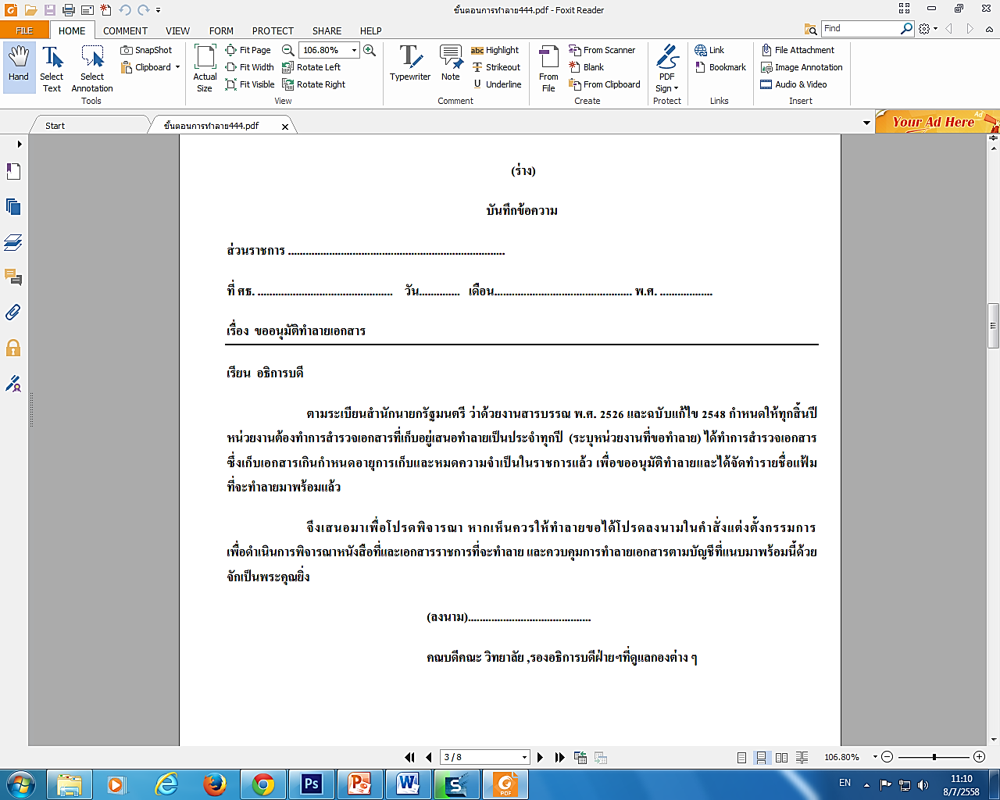 ขั้นตอนการทำลาย444.pdf - Foxit Reader
FILE HOME COMMENT VIEW FORM PROTECT SHARE HELP Find
Hand Select Text Select Annotation SnapShot Clipboard Tools
Actual Size Fit Page Fit Width Fit Visible 106.80% Rotate Left Rotate Right View
Typewriter Note Highlight Strikeout Underline Comment
From File From Scanner Blank From Clipboard Create
PDF Sign Protect
Link Bookmark Links
File Attachment Image Annotation Audio & Video Insert
Start ขั้นตอนการทำลาย444.pdf Your Ad Here Ad
(ร่าง)
บันทึกข้อความ
ส่วนราชการ ..........................................................................
ที่ ศธ. .............................................. วัน.............. เดือน............................................... พ.ศ. ..................
เรื่อง ขออนุมัติทำลายเอกสาร
เรียน อธิการบดี
ตามระเบียนสำนักนายกรัฐมนตรี ว่าด้วยงานสารบรรณ พ.ศ. 2526 และฉบับแก้ไข 2548 กำหนดให้ทุกสิ้นปี
หน่วยงานต้องทำการสำรวจเอกสารที่เก็บอยู่เสนอทำลายเป็นประจำทุกปี (ระบุหน่วยงานที่ขอทำลาย) ได้ทำการสำรวจเอกสาร
ซึ่งเก็บเอกสารเกินกำหนดอายุการเก็บและหมดความจำเป็นในราชการแล้ว เพื่อขออนุมัติทำลายและได้จัดทำรายชื่อแฟ้ม
ที่จะทำลายมาพร้อมแล้ว
จึงเสนอมาเพื่อโปรดพิจารณา หากเห็นควรให้ทำลายขอได้โปรดลงนามในคำสั่งแต่งตั้งกรรมการ
เพื่อดำเนินการพิจารณาหนังสือที่และเอกสารราชการที่จะทำลาย และควบคุมการทำลายเอกสารตามบัญชีที่แนบมาพร้อมนี้ด้วย
จักเป็นพระคุณยิ่ง
(ลงนาม)..........................................
คณบดีคณะ วิทยาลัย ,รองอธิการบดีฝ่ายฯที่ดูแลกองต่าง ๆ
3 / 8 106.80%
Ps P W S PDF EN 11:10
8/7/2558